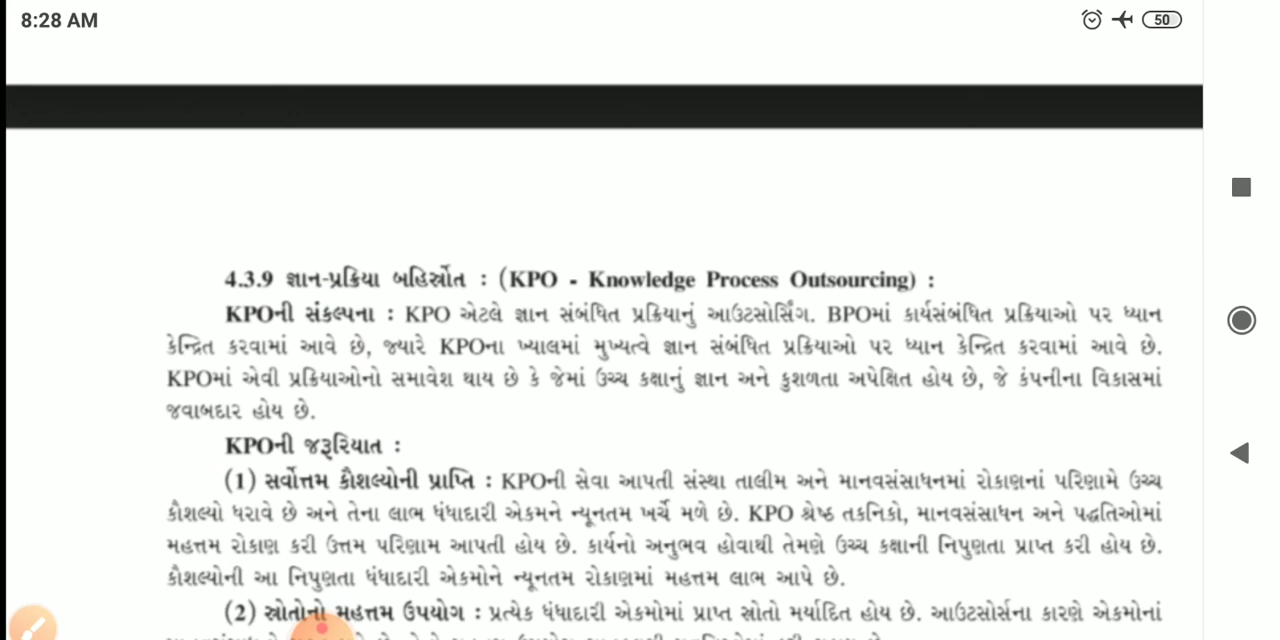 8:28 AM
50
4.3.9 જ્ઞાન-પ્રક્રિયા બહિર્સ્રોત : (KPO - Knowledge Process Outsourcing) :
KPOની સંકલ્પના : KPO એટલે જ્ઞાન સંબંધિત પ્રક્રિયાનું આઉટસોર્સિંગ. BPOમાં કાર્યસંબંધિત પ્રક્રિયાઓ પર ધ્યાન
કેન્દ્રિત કરવામાં આવે છે, જ્યારે KPOના ખ્યાલમાં મુખ્યત્વે જ્ઞાન સંબંધિત પ્રક્રિયાઓ પર ધ્યાન કેન્દ્રિત કરવામાં આવે છે.
KPOમાં એવી પ્રક્રિયાઓનો સમાવેશ થાય છે કે જેમાં ઉચ્ચ કક્ષાનું જ્ઞાન અને કુશળતા અપેક્ષિત હોય છે, જે કંપનીના વિકાસમાં
જવાબદાર હોય છે.
KPOની જરૂરિયાત :
(1) સર્વોત્તમ કૌશલ્યોની પ્રાપ્તિ : KPOની સેવા આપતી સંસ્થા તાલીમ અને માનવસંસાધનમાં રોકાણનાં પરિણામે ઉચ્ચ
કૌશલ્યો ધરાવે છે અને તેના લાભ ધંધાદારી એકમને ન્યૂનતમ ખર્ચે મળે છે. KPO શ્રેષ્ઠ તકનિકો, માનવસંસાધન અને પદ્ધતિઓમાં
મહત્તમ રોકાણ કરી ઉત્તમ પરિણામ આપતી હોય છે. કાર્યનો અનુભવ હોવાથી તેમણે ઉચ્ચ કક્ષાની નિપુણતા પ્રાપ્ત કરી હોય છે.
કૌશલ્યોની આ નિપુણતા ધંધાદારી એકમોને ન્યૂનતમ રોકાણમાં મહત્તમ લાભ આપે છે.
(2) સ્રોતોનો મહત્તમ ઉપયોગ : પ્રત્યેક ધંધાદારી એકમોમાં પ્રાપ્ત સ્રોતો મર્યાદિત હોય છે. આઉટસોર્સના કારણે એકમોનાં